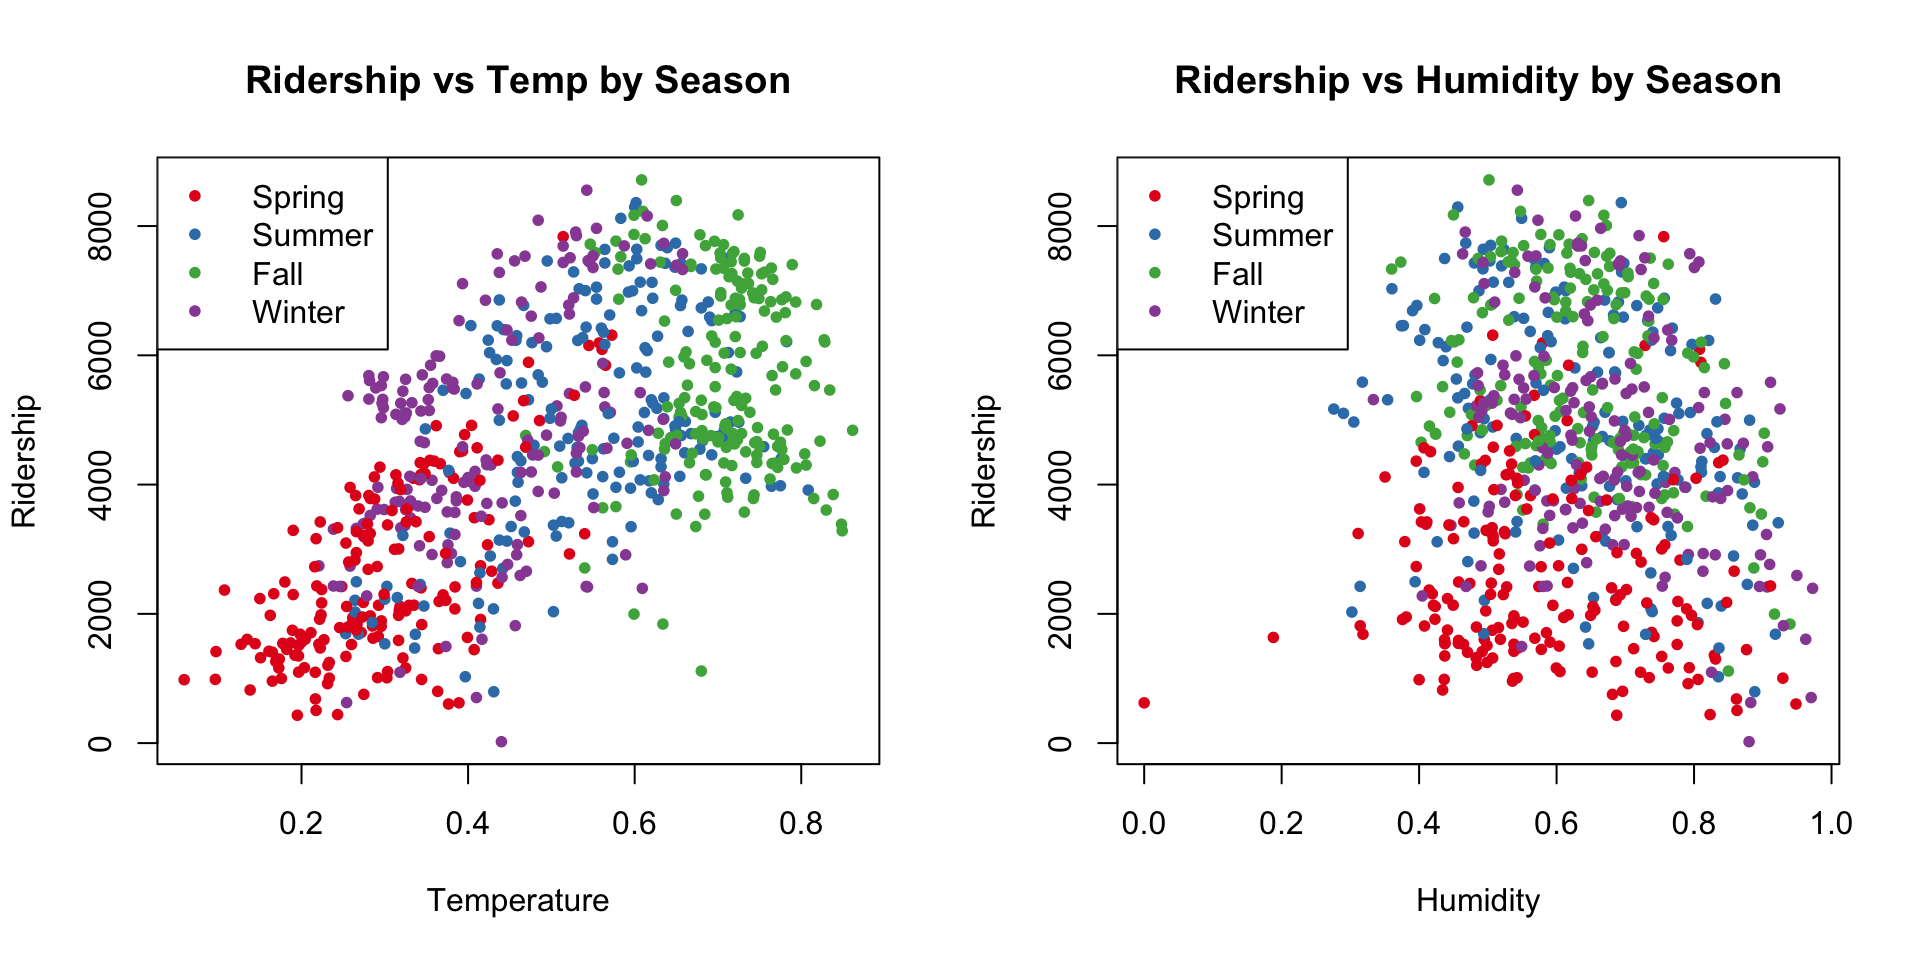 Ridership vs Temp by Season
Spring
Summer
Fall
Winter
8000
6000
4000
2000
0
Ridership
0.2 0.4 0.6 0.8
Temperature
Ridership vs Humidity by Season
Spring
Summer
Fall
Winter
8000
6000
4000
2000
0
Ridership
0.0 0.2 0.4 0.6 0.8 1.0
Humidity